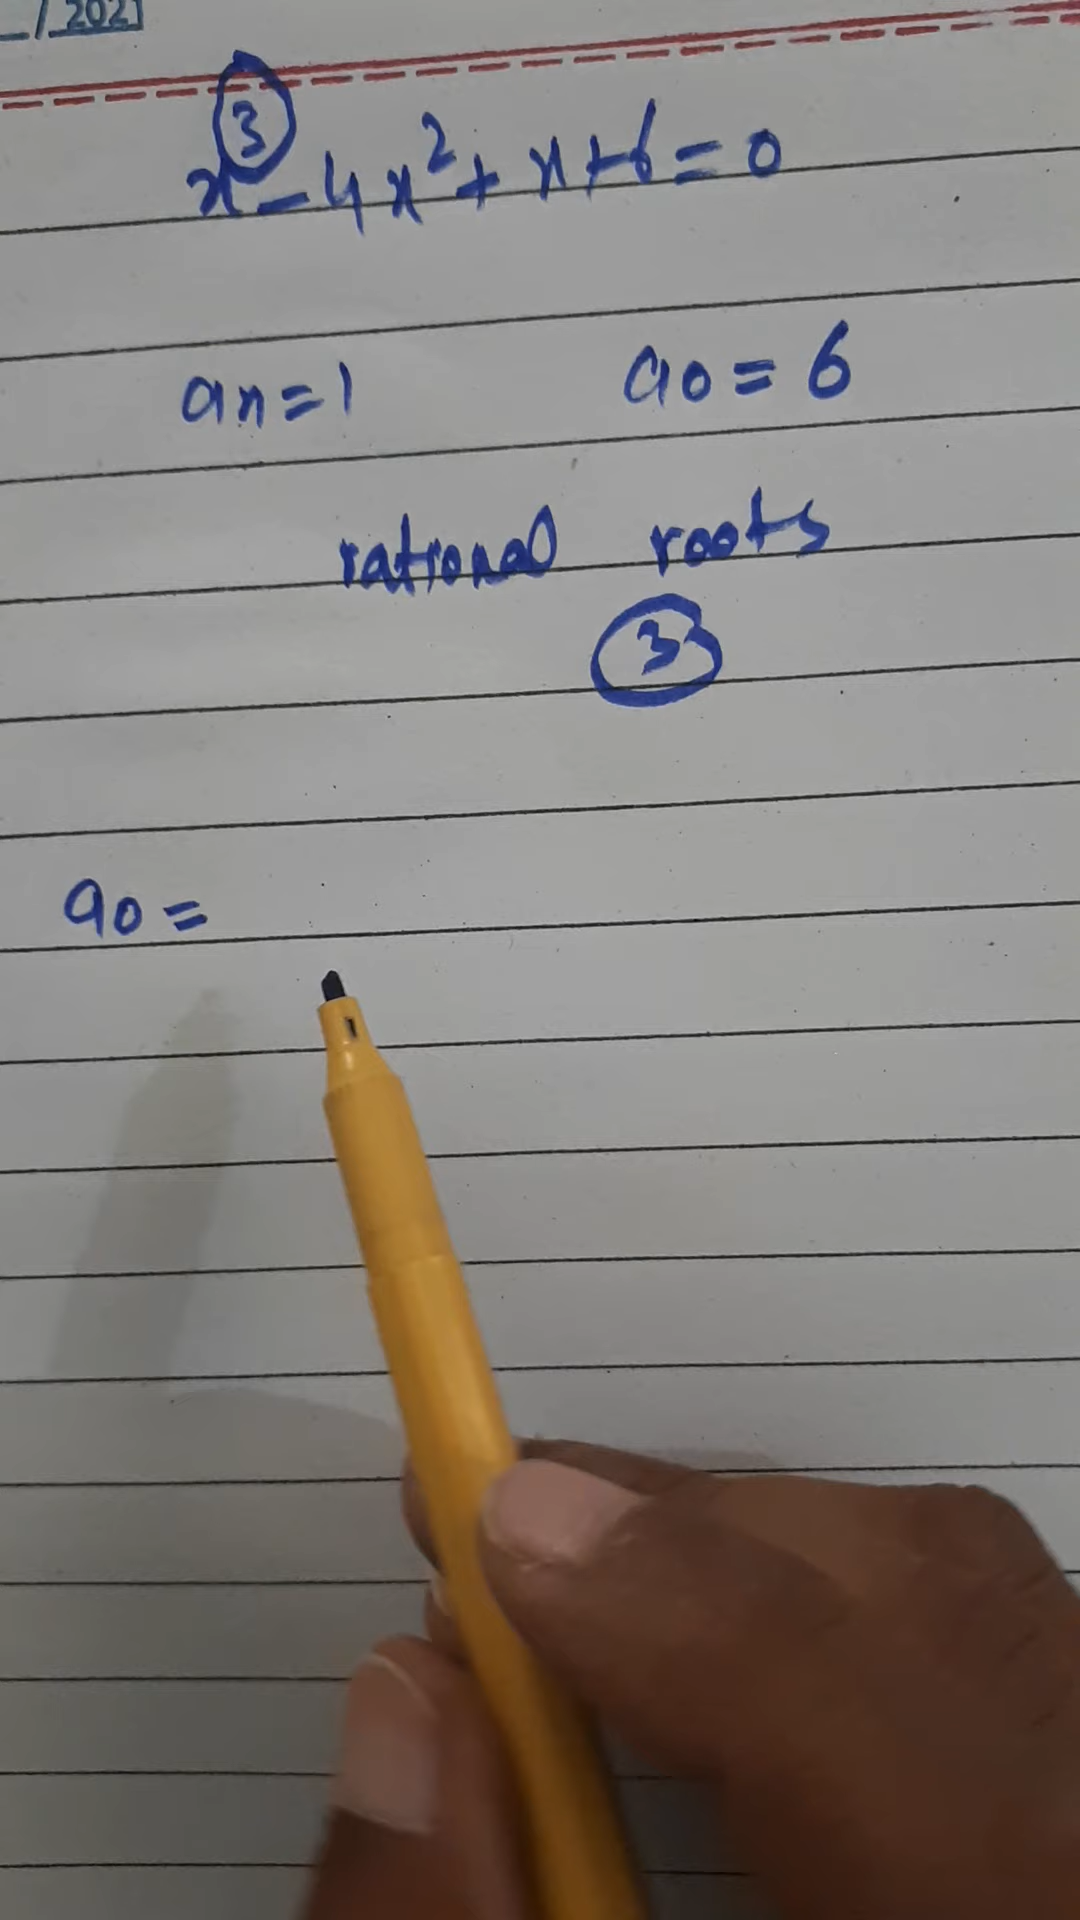 / 2021
x³ - 4x² + x + 6 = 0
an = 1 a0 = 6
rational roots
3
a0 =